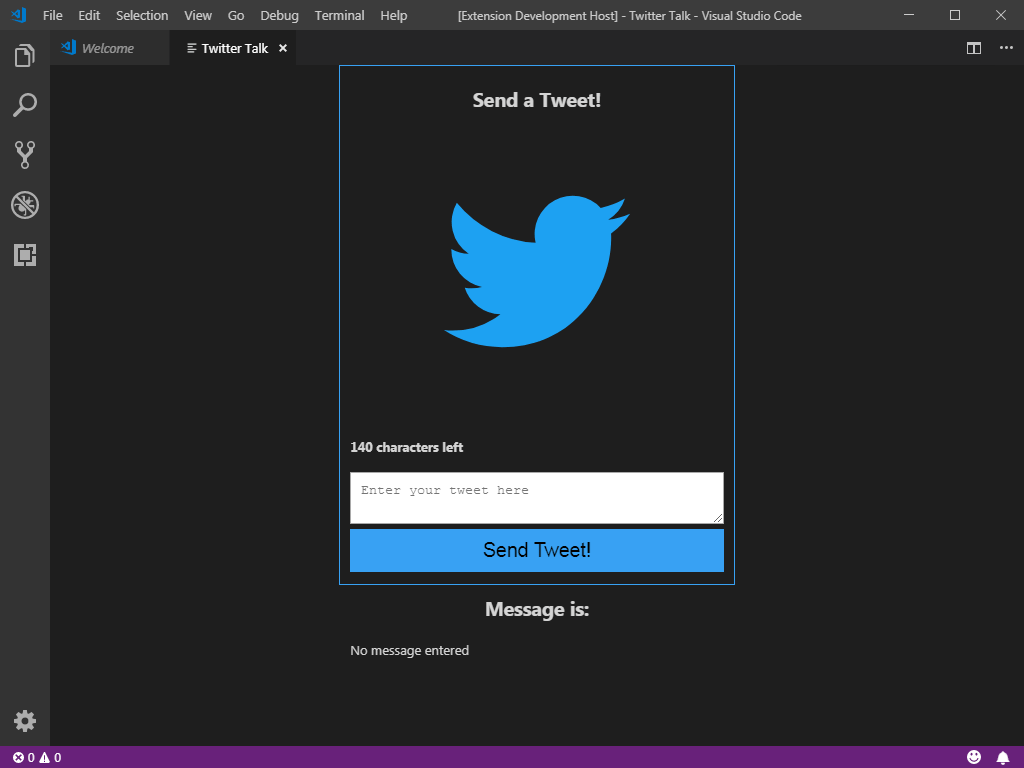 File Edit Selection View Go Debug Terminal Help [Extension Development Host] - Twitter Talk - Visual Studio Code
Welcome Twitter Talk
Send a Tweet!
140 characters left
Enter your tweet here
Send Tweet!
Message is:
No message entered
0 0